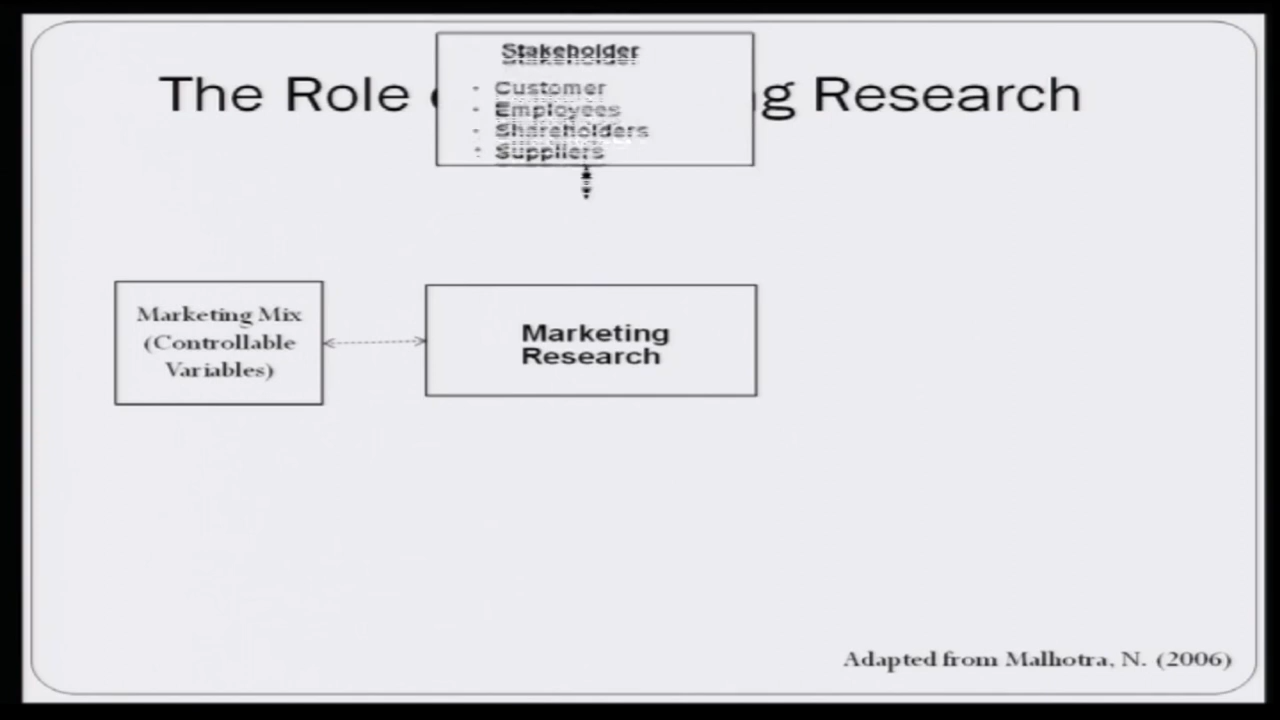 Stakeholder
The Role g Research
· Customer
· Employees
· Shareholders
· Suppliers
Marketing Mix
(Controllable
Variables)
Marketing
Research
Adapted from Malhotra, N. (2006)